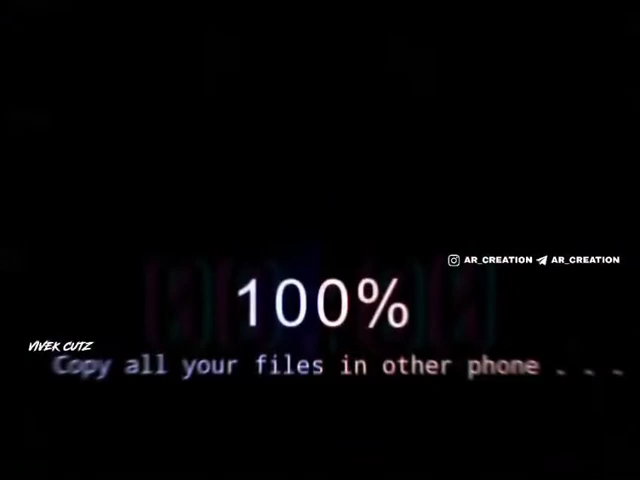 AR_CREATION AR_CREATION
100%
VIVEK CUTZ
Copy all your files in other phone . . .